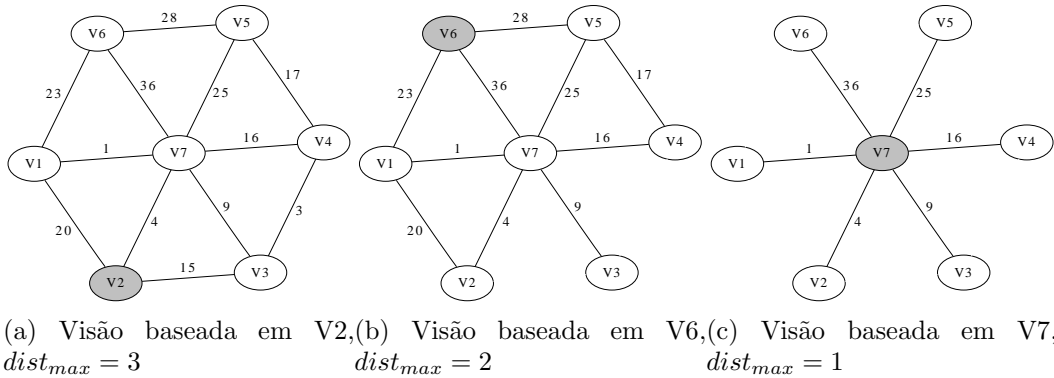 28
V5
V6
23
36
25
17
1
16
V4
V1
V7
20
4
9
3
15
V2
V3
28
V5
V6
23
36
25
17
1
16
V4
V1
V7
20
4
9
V2
V3
V5
V6
36
25
1
16
V4
V1
V7
4
9
V2
V3
(a) Visão baseada em V2,
dist_max = 3
(b) Visão baseada em V6,
dist_max = 2
(c) Visão baseada em V7,
dist_max = 1